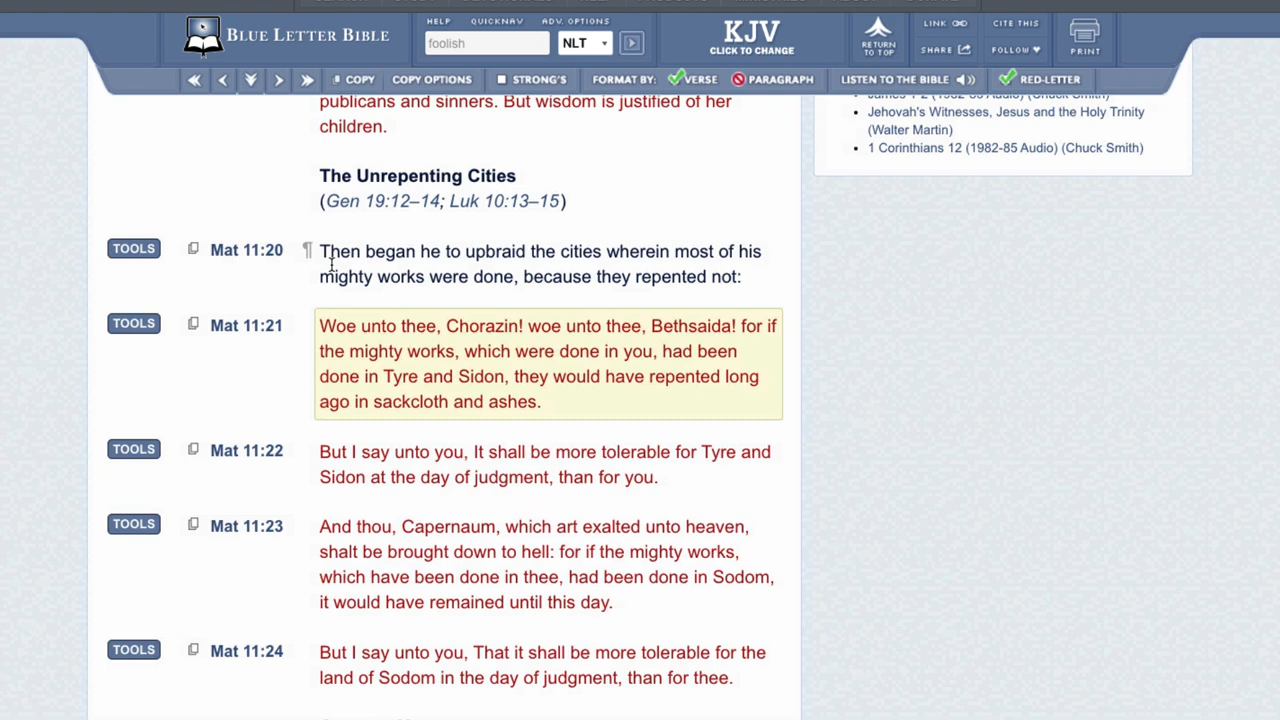 HELP QUICKNAV ADV. OPTIONS
BLUE LETTER BIBLE
foolish
NLT
KJV
CLICK TO CHANGE
RETURN
TO TOP
LINK
CITE THIS
SHARE
FOLLOW
PRINT
COPY COPY OPTIONS STRONG'S FORMAT BY: VERSE PARAGRAPH LISTEN TO THE BIBLE RED-LETTER
publicans and sinners. But wisdom is justified of her
children.
Jehovah's Witnesses, Jesus and the Holy Trinity
(Walter Martin)
1 Corinthians 12 (1982-85 Audio) (Chuck Smith)
The Unrepenting Cities
(Gen 19:12–14; Luk 10:13–15)
TOOLS Mat 11:20 ¶ Then began he to upbraid the cities wherein most of his
mighty works were done, because they repented not:
TOOLS Mat 11:21 Woe unto thee, Chorazin! woe unto thee, Bethsaida! for if
the mighty works, which were done in you, had been
done in Tyre and Sidon, they would have repented long
ago in sackcloth and ashes.
TOOLS Mat 11:22 But I say unto you, It shall be more tolerable for Tyre and
Sidon at the day of judgment, than for you.
TOOLS Mat 11:23 And thou, Capernaum, which art exalted unto heaven,
shalt be brought down to hell: for if the mighty works,
which have been done in thee, had been done in Sodom,
it would have remained until this day.
TOOLS Mat 11:24 But I say unto you, That it shall be more tolerable for the
land of Sodom in the day of judgment, than for thee.